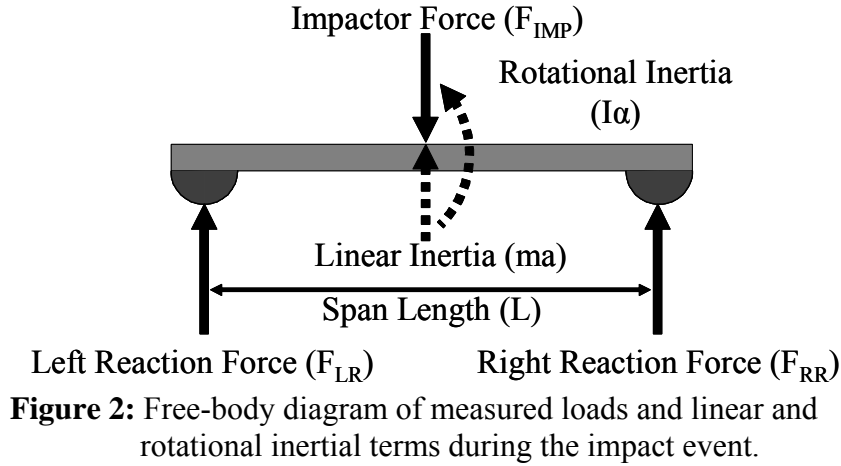 Impactor Force (F_IMP)
Rotational Inertia
(Iα)
Linear Inertia (ma)
Span Length (L)
Left Reaction Force (F_LR)
Right Reaction Force (F_RR)
Figure 2: Free-body diagram of measured loads and linear and
rotational inertial terms during the impact event.